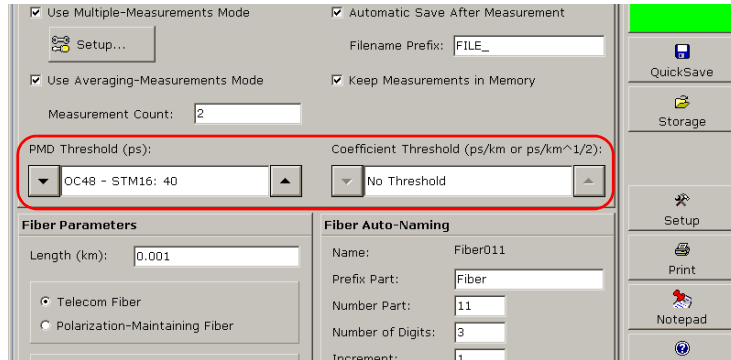 Use Multiple-Measurements Mode
Automatic Save After Measurement
Setup...
Filename Prefix: FILE_
QuickSave
Use Averaging-Measurements Mode
Keep Measurements in Memory
Measurement Count: 2
Storage
PMD Threshold (ps):
Coefficient Threshold (ps/km or ps/km^1/2):
OC48 - STM16: 40
No Threshold
Setup
Fiber Parameters
Fiber Auto-Naming
Length (km): 0.001
Name: Fiber011
Print
Prefix Part: Fiber
Telecom Fiber
Number Part: 11
Notepad
Polarization-Maintaining Fiber
Number of Digits: 3
Increment: 1